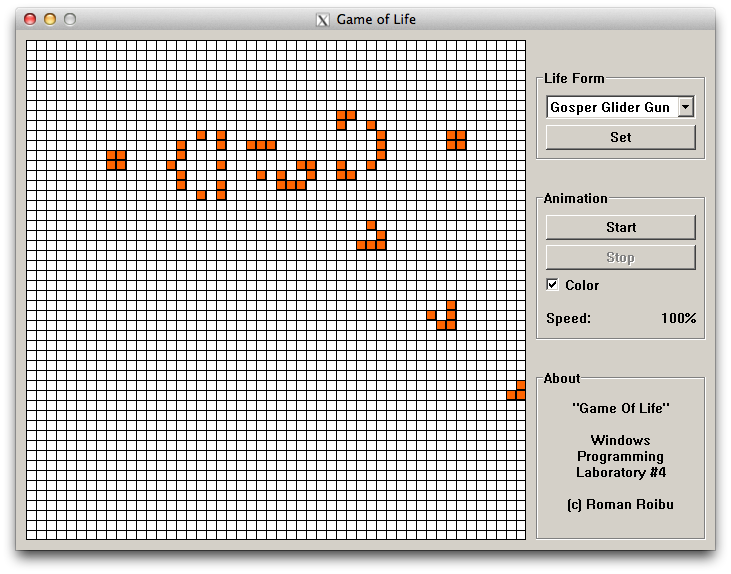 Game of Life
Life Form
Gosper Glider Gun
Set
Animation
Start
Stop
Color
Speed: 100%
About
"Game Of Life"
Windows
Programming
Laboratory #4
(c) Roman Roibu